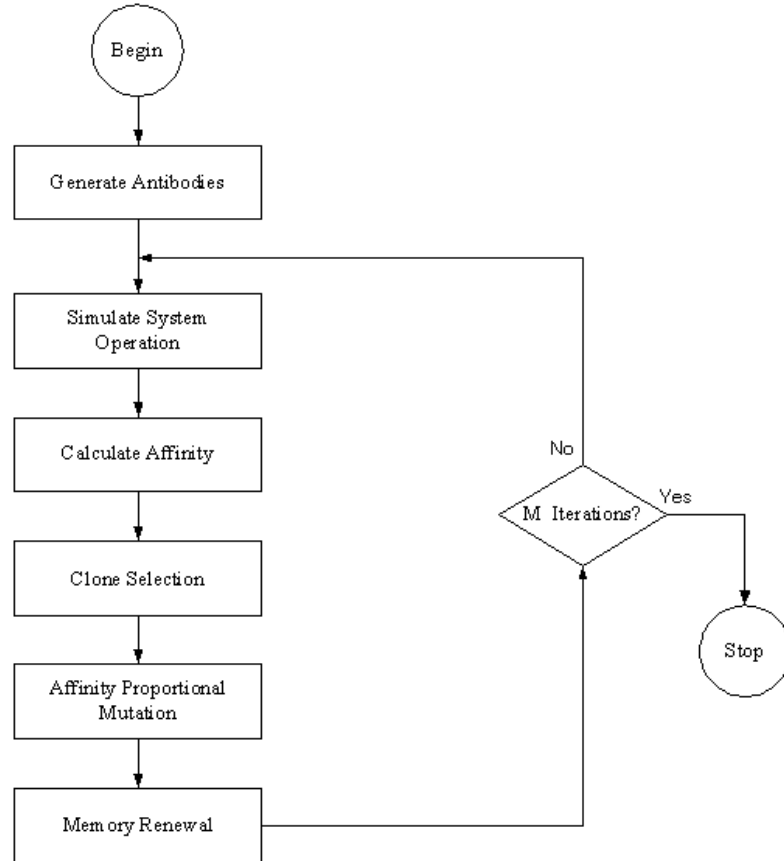 Begin
Generate Antibodies
Simulate System
Operation
Calculate Affinity
Clone Selection
Affinity Proportional
Mutation
Memory Renewal
No
M Iterations?
Yes
Stop